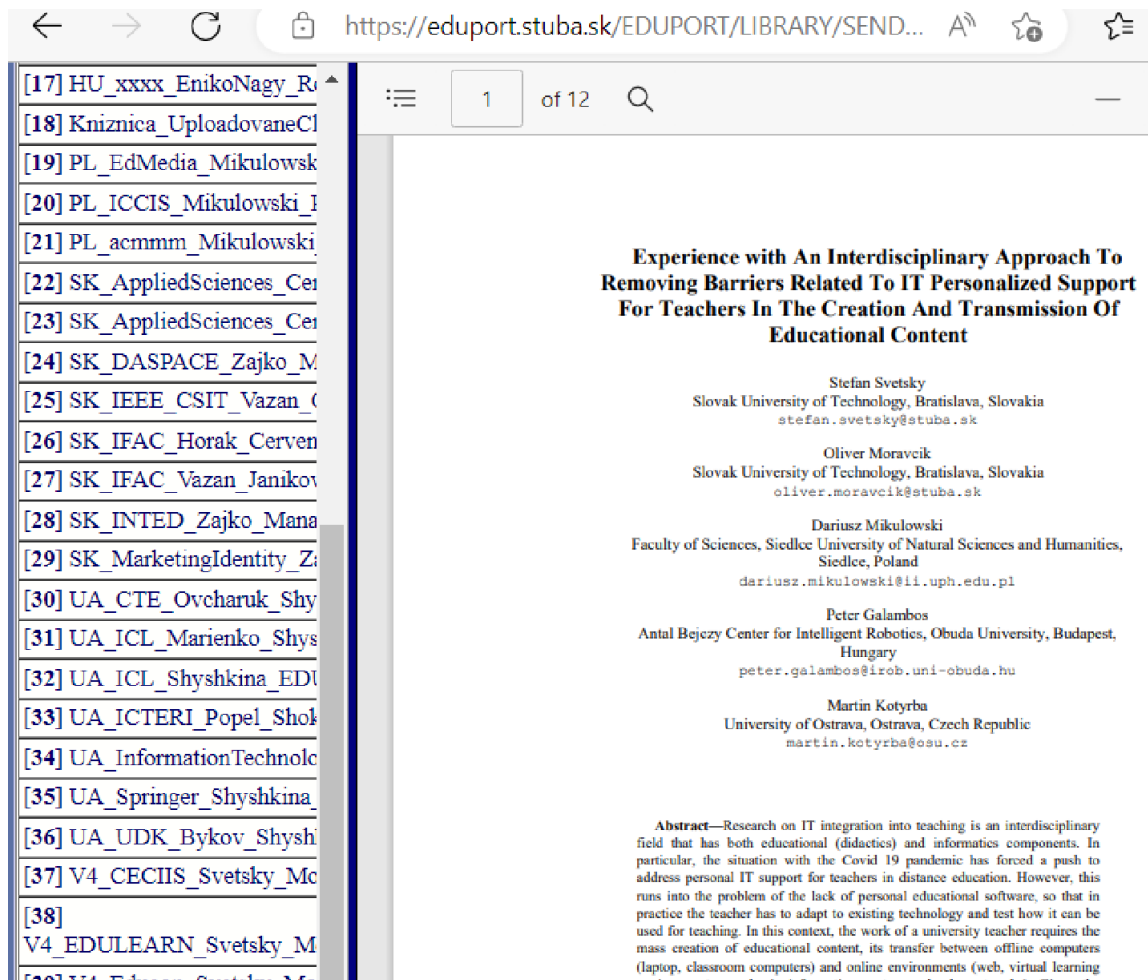 https://eduport.stuba.sk/EDUPORT/LIBRARY/SEND...
[17] HU_xxxx_EnikoNagy_R
[18] Kniznica_UploadovaneC
[19] PL_EdMedia_Mikulowsk
[20] PL_ICCIS_Mikulowski_
[21] PL_acmmm_Mikulowski
[22] SK_AppliedSciences_Cer
[23] SK_AppliedSciences_Cer
[24] SK_DASPACE_Zajko_M
[25] SK_IEEE_CSIT_Vazan_
[26] SK_IFAC_Horak_Cerven
[27] SK_IFAC_Vazan_Janikov
[28] SK_INTED_Zajko_Mana
[29] SK_MarketingIdentity_Za
[30] UA_CTE_Ovcharuk_Shy
[31] UA_ICL_Marienko_Shys
[32] UA_ICL_Shyshkina_EDU
[33] UA_ICTERI_Popel_Shok
[34] UA_InformationTechnolo
[35] UA_Springer_Shyshkina_
[36] UA_UDK_Bykov_Shysh
[37] V4_CECIIS_Svetsky_Mo
[38]
V4_EDULEARN_Svetsky_M
1 of 12
Experience with An Interdisciplinary Approach To
Removing Barriers Related To IT Personalized Support
For Teachers In The Creation And Transmission Of
Educational Content
Stefan Svetsky
Slovak University of Technology, Bratislava, Slovakia
stefan.svetsky@stuba.sk
Oliver Moravcik
Slovak University of Technology, Bratislava, Slovakia
oliver.moravcik@stuba.sk
Dariusz Mikulowski
Faculty of Sciences, Siedlce University of Natural Sciences and Humanities,
Siedlce, Poland
dariusz.mikulowski@ii.uph.edu.pl
Peter Galambos
Antal Bejczy Center for Intelligent Robotics, Obuda University, Budapest,
Hungary
peter.galambos@irob.uni-obuda.hu
Martin Kotyrba
University of Ostrava, Ostrava, Czech Republic
martin.kotyrba@osu.cz
Abstract—Research on IT integration into teaching is an interdisciplinary
field that has both educational (didactics) and informatics components. In
particular, the situation with the Covid 19 pandemic has forced a push to
address personal IT support for teachers in distance education. However, this
runs into the problem of the lack of personal educational software, so that in
practice the teacher has to adapt to existing technology and test how it can be
used for teaching. In this context, the work of a university teacher requires the
mass creation of educational content, its transfer between offline computers
(laptop, classroom computers) and online environments (web, virtual learning